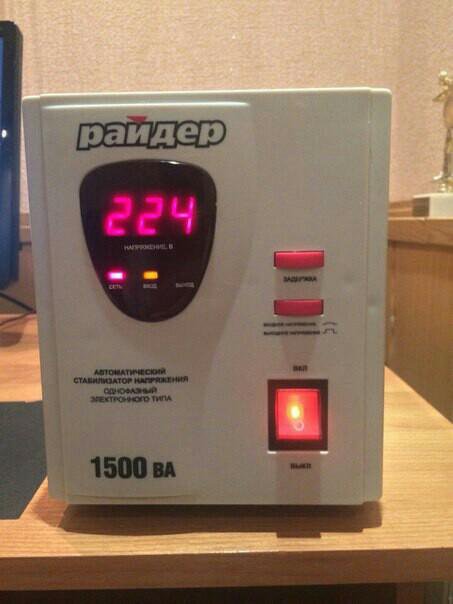 райдер
224
НАПРЯЖЕНИЕ, В
СЕТЬ ВХОД ВЫХОД
ЗАДЕРЖКА
ВХОДНОЕ НАПРЯЖЕНИЕ
ВЫХОДНОЕ НАПРЯЖЕНИЕ
АВТОМАТИЧЕСКИЙ
СТАБИЛИЗАТОР НАПРЯЖЕНИЯ
ОДНОФАЗНЫЙ
ЭЛЕКТРОННОГО ТИПА
ВКЛ
1500 ВА
ВЫКЛ